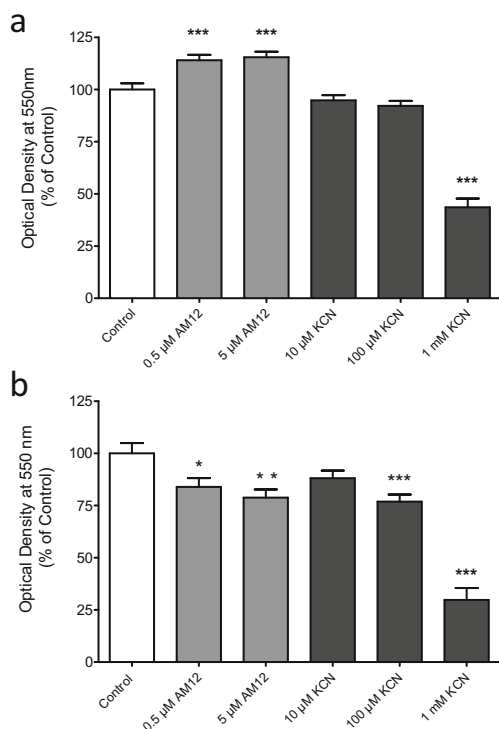 a
Optical Density at 550nm
(% of Control)
125
100
75
50
25
0
***
***
***
Control
0.5 µM AM12
5 µM AM12
10 µM KCN
100 µM KCN
1 mM KCN
b
Optical Density at 550 nm
(% of Control)
125
100
75
50
25
0
*
* *
***
***
Control
0.5 µM AM12
5 µM AM12
10 µM KCN
100 µM KCN
1 mM KCN